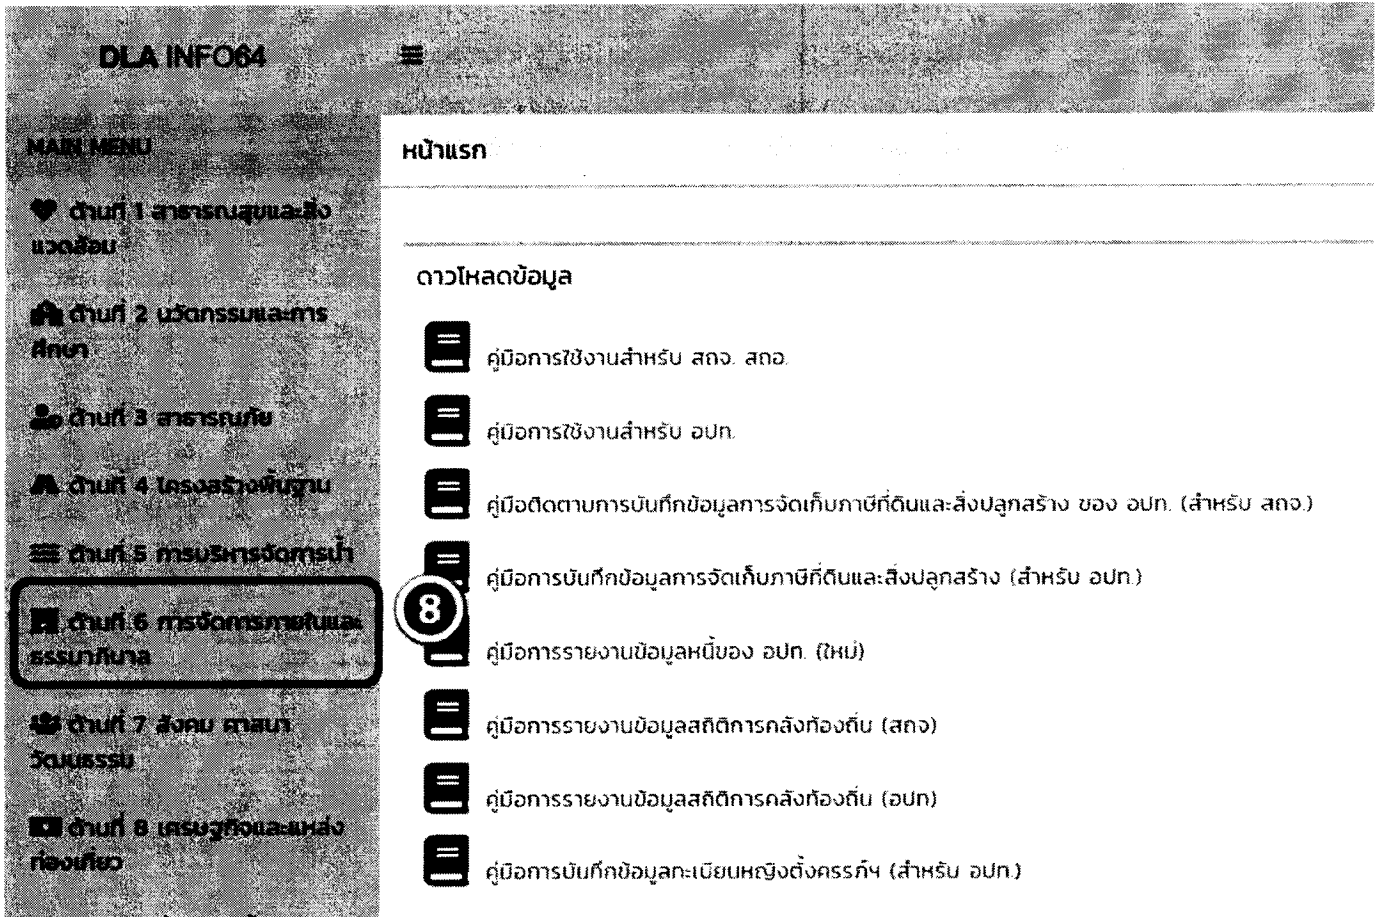 DLA INFO64
MAIN MENU
ด้านที่ 1 สาธารณสุขและสิ่ง
แวดล้อม
ด้านที่ 2 นวัตกรรมและการ
ศึกษา
ด้านที่ 3 สาธารณภัย
ด้านที่ 4 โครงสร้างพื้นฐาน
ด้านที่ 5 การบริหารจัดการน้ำ
ด้านที่ 6 การจัดการภายในและ
ธรรมาภิบาล
8
ด้านที่ 7 สังคม ศาสนา
วัฒนธรรม
ด้านที่ 8 เศรษฐกิจและแหล่ง
ท่องเที่ยว
หน้าแรก
ดาวโหลดข้อมูล
คู่มือการใช้งานสำหรับ สถจ. สถอ.
คู่มือการใช้งานสำหรับ อปท.
คู่มือติดตามการบันทึกข้อมูลการจัดเก็บภาษีที่ดินและสิ่งปลูกสร้าง ของ อปท. (สำหรับ สถจ.)
คู่มือการบันทึกข้อมูลการจัดเก็บภาษีที่ดินและสิ่งปลูกสร้าง (สำหรับ อปท.)
คู่มือการรายงานข้อมูลหนี้ของ อปท. (ใหม่)
คู่มือการรายงานข้อมูลสถิติการคลังท้องถิ่น (สถจ)
คู่มือการรายงานข้อมูลสถิติการคลังท้องถิ่น (อปท)
คู่มือการบันทึกข้อมูลทะเบียนหญิงตั้งครรภ์ฯ (สำหรับ อปท.)